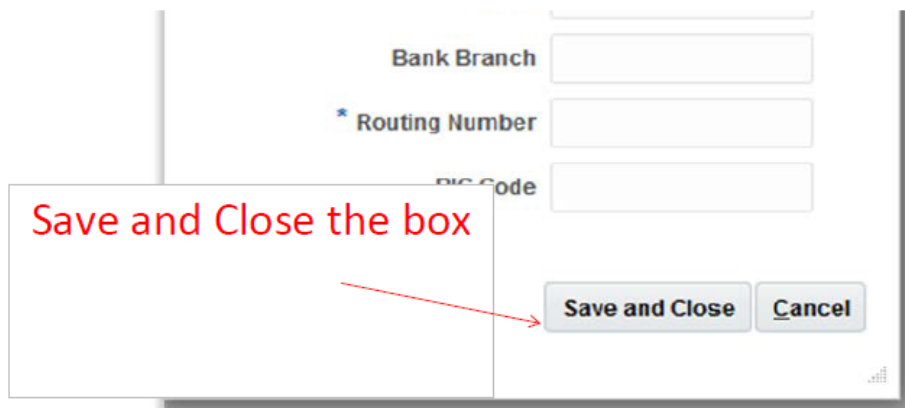 Bank Branch
* Routing Number
Code
Save and Close the box
Save and Close Cancel